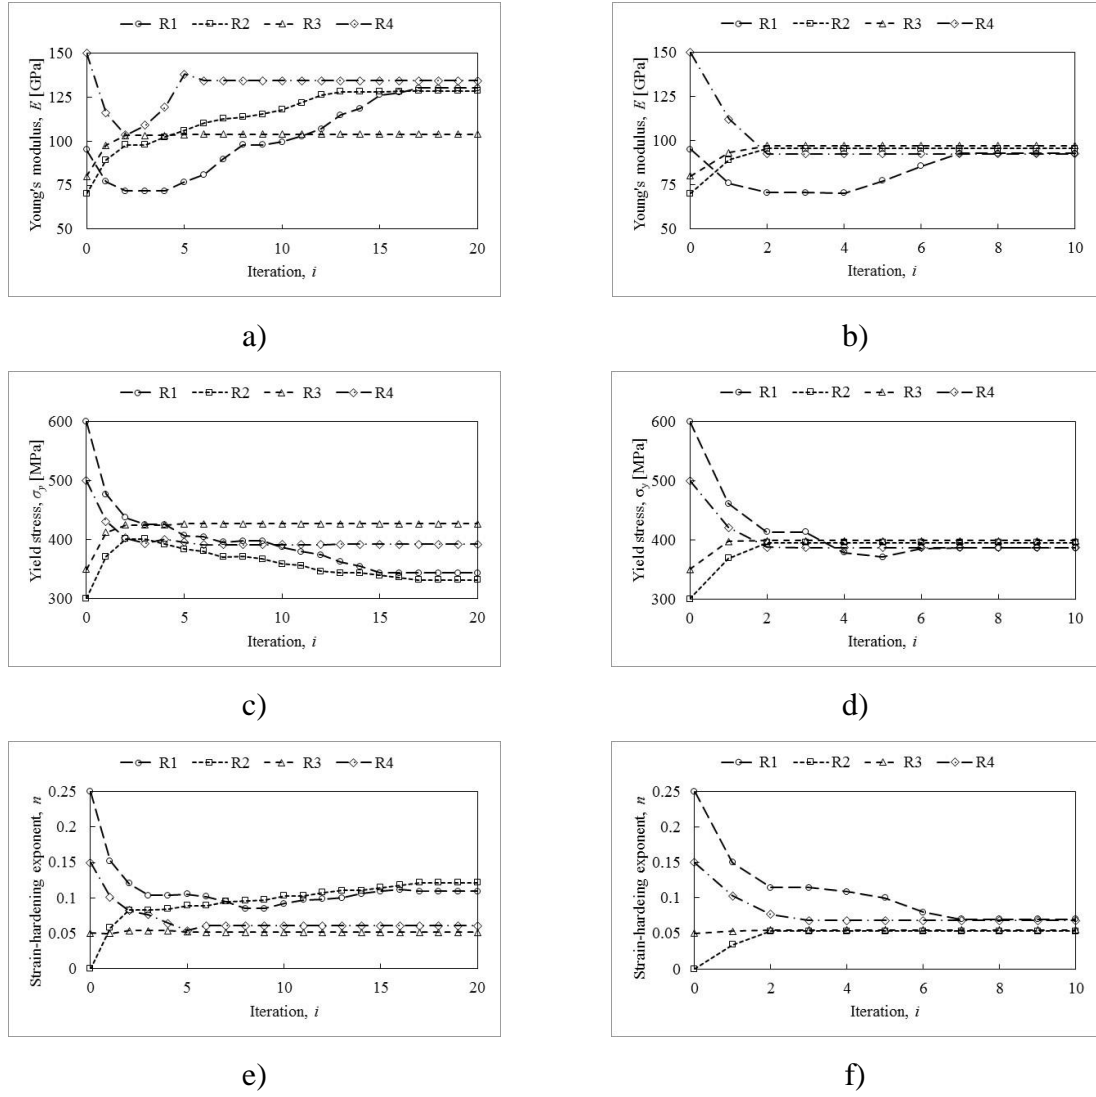 R1 R2 R3 R4
Young's modulus, E [GPa]
150
125
100
75
50
0 5 10 15 20
Iteration, i
a)
R1 R2 R3 R4
Young's modulus, E [GPa]
150
125
100
75
50
0 2 4 6 8 10
Iteration, i
b)
R1 R2 R3 R4
Yield stress, σy [MPa]
600
500
400
300
0 5 10 15 20
Iteration, i
c)
R1 R2 R3 R4
Yield stress, σy [MPa]
600
500
400
300
0 2 4 6 8 10
Iteration, i
d)
R1 R2 R3 R4
Strain-hardening exponent, n
0.25
0.2
0.15
0.1
0.05
0
0 5 10 15 20
Iteration, i
e)
R1 R2 R3 R4
Strain-hardeing exponent, n
0.25
0.2
0.15
0.1
0.05
0
0 2 4 6 8 10
Iteration, i
f)